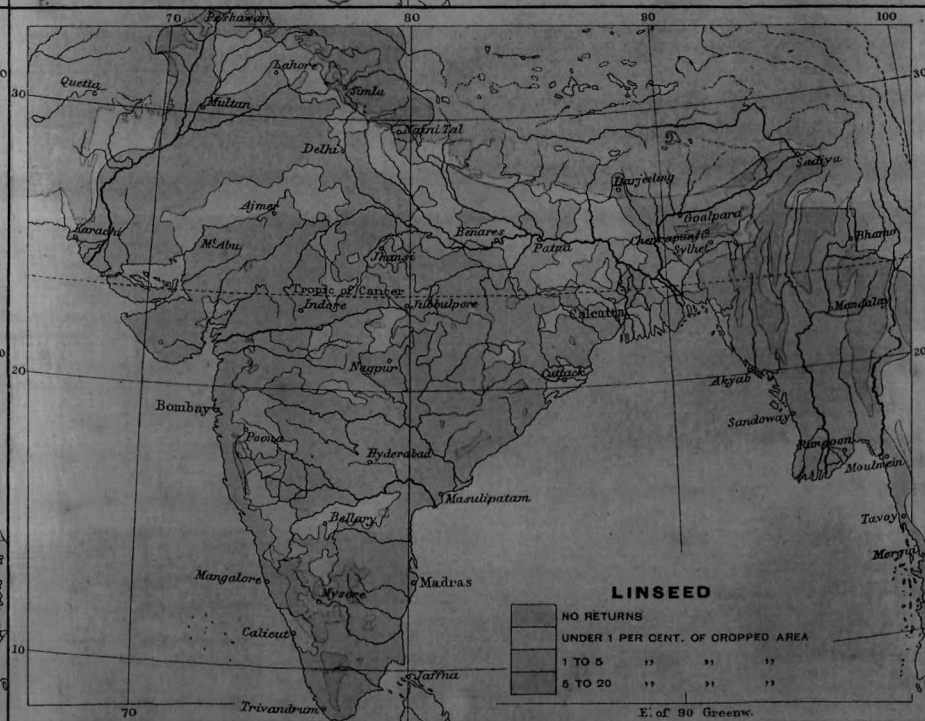 70 80 90 100
Peshawar
Lahore
Quetta
Simla
30 30
Multan
Naini Tal
Delhi
Sadiya
Darjeeling
Ajmer
Goalpara
Karachi
Benares
Cherrapunji
Bhamo
Mt. Abu
Patna
Sylhet
Jhansi
Tropic of Cancer
Indore
Jubbulpore
Mandalay
Calcutta
20 20
Nagpur
Cuttack
Akyab
Bombay
Sandoway
Poona
Rangoon
Hyderabad
Moulmein
Masulipatam
Bellary
Tavoy
Mergui
Mangalore
Madras
LINSEED
Mysore
NO RETURNS
Calicut
UNDER 1 PER CENT. OF CROPPED AREA
10
1 TO 5 ,, ,, ,,
Jaffna
5 TO 20 ,, ,, ,,
Trivandrum
70
E. of 90 Greenw.